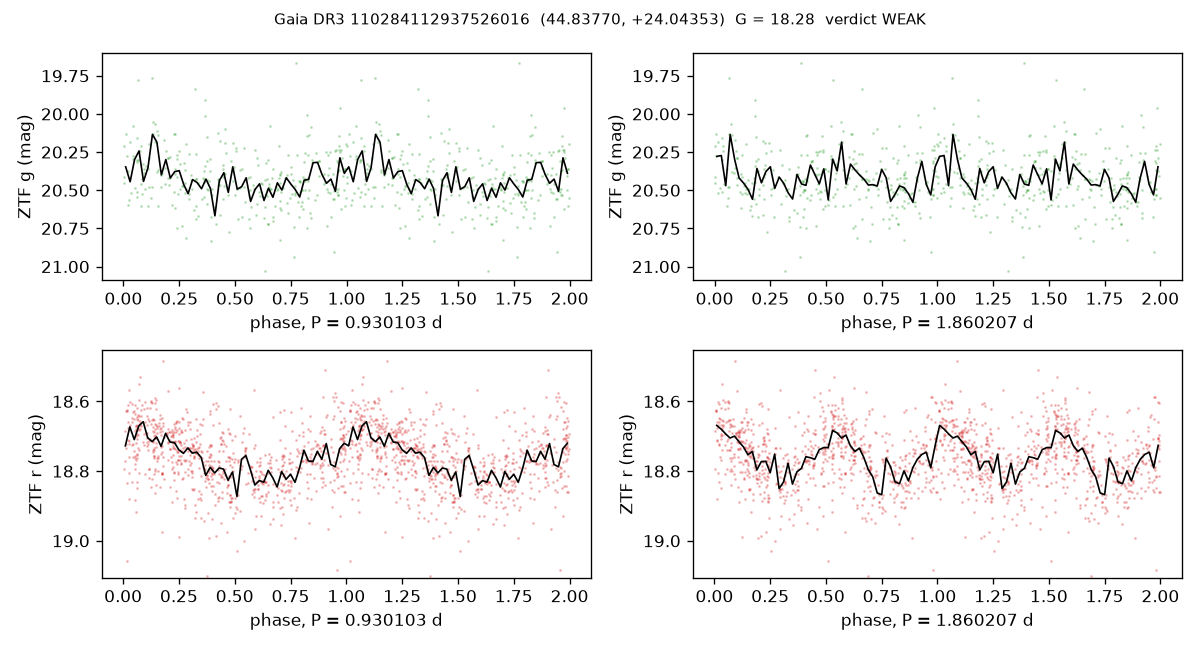 Gaia DR3 110284112937526016  (44.83770, +24.04353)  G = 18.28  verdict WEAK
ZTF g (mag)
19.75
20.00
20.25
20.50
20.75
21.00
0.00 0.25 0.50 0.75 1.00 1.25 1.50 1.75 2.00
phase, P = 0.930103 d
ZTF g (mag)
19.75
20.00
20.25
20.50
20.75
21.00
0.00 0.25 0.50 0.75 1.00 1.25 1.50 1.75 2.00
phase, P = 1.860207 d
ZTF r (mag)
18.6
18.8
19.0
0.00 0.25 0.50 0.75 1.00 1.25 1.50 1.75 2.00
phase, P = 0.930103 d
ZTF r (mag)
18.6
18.8
19.0
0.00 0.25 0.50 0.75 1.00 1.25 1.50 1.75 2.00
phase, P = 1.860207 d